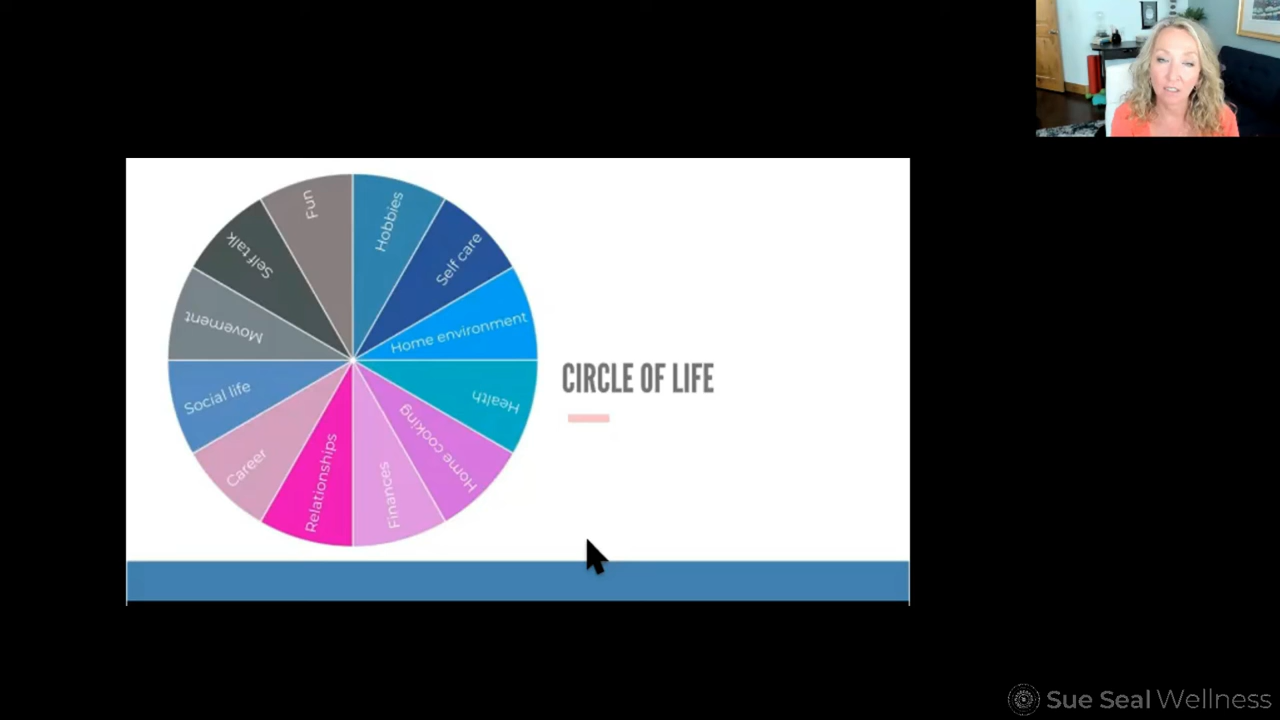 Hobbies
Self care
Home environment
Health
Home cooking
Finances
Relationships
Career
Social life
Movement
Self talk
Fun
CIRCLE OF LIFE
Sue Seal Wellness